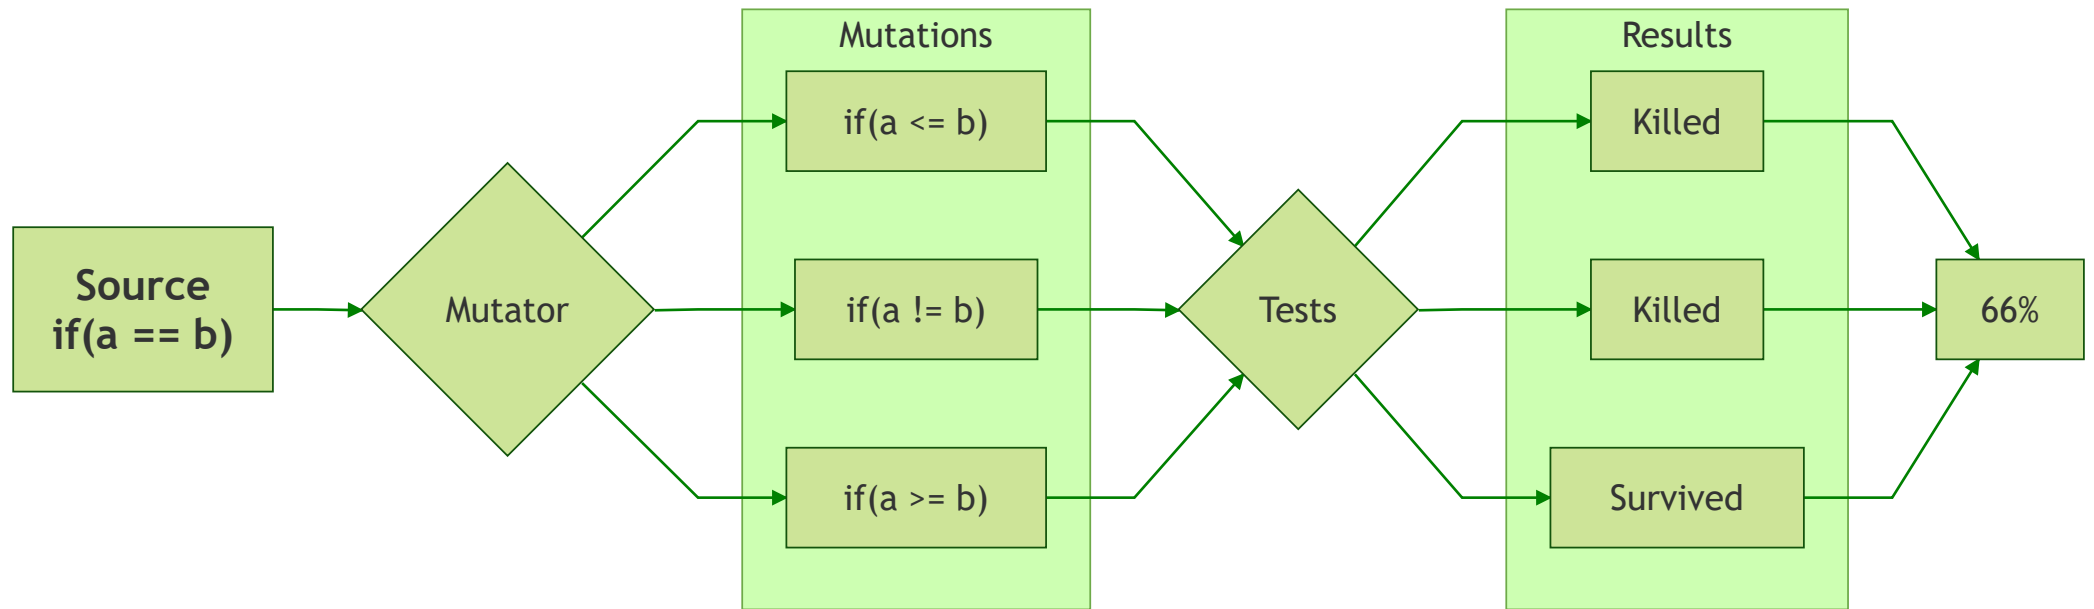 Source
if(a == b)
Mutator
Mutations
if(a <= b)
if(a != b)
if(a >= b)
Tests
Results
Killed
Killed
Survived
66%